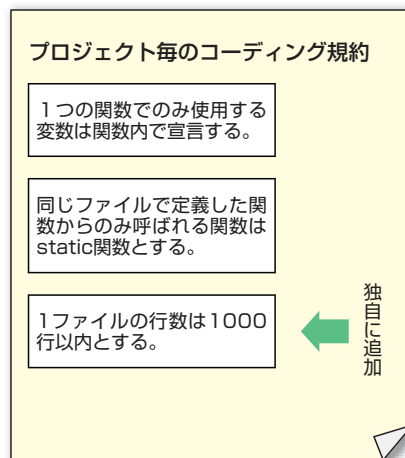 プロジェクト毎のコーディング規約
１つの関数でのみ使用する
変数は関数内で宣言する。
同じファイルで定義した関
数からのみ呼ばれる関数は
static関数とする。
1ファイルの行数は1000
行以内とする。
独自に追加